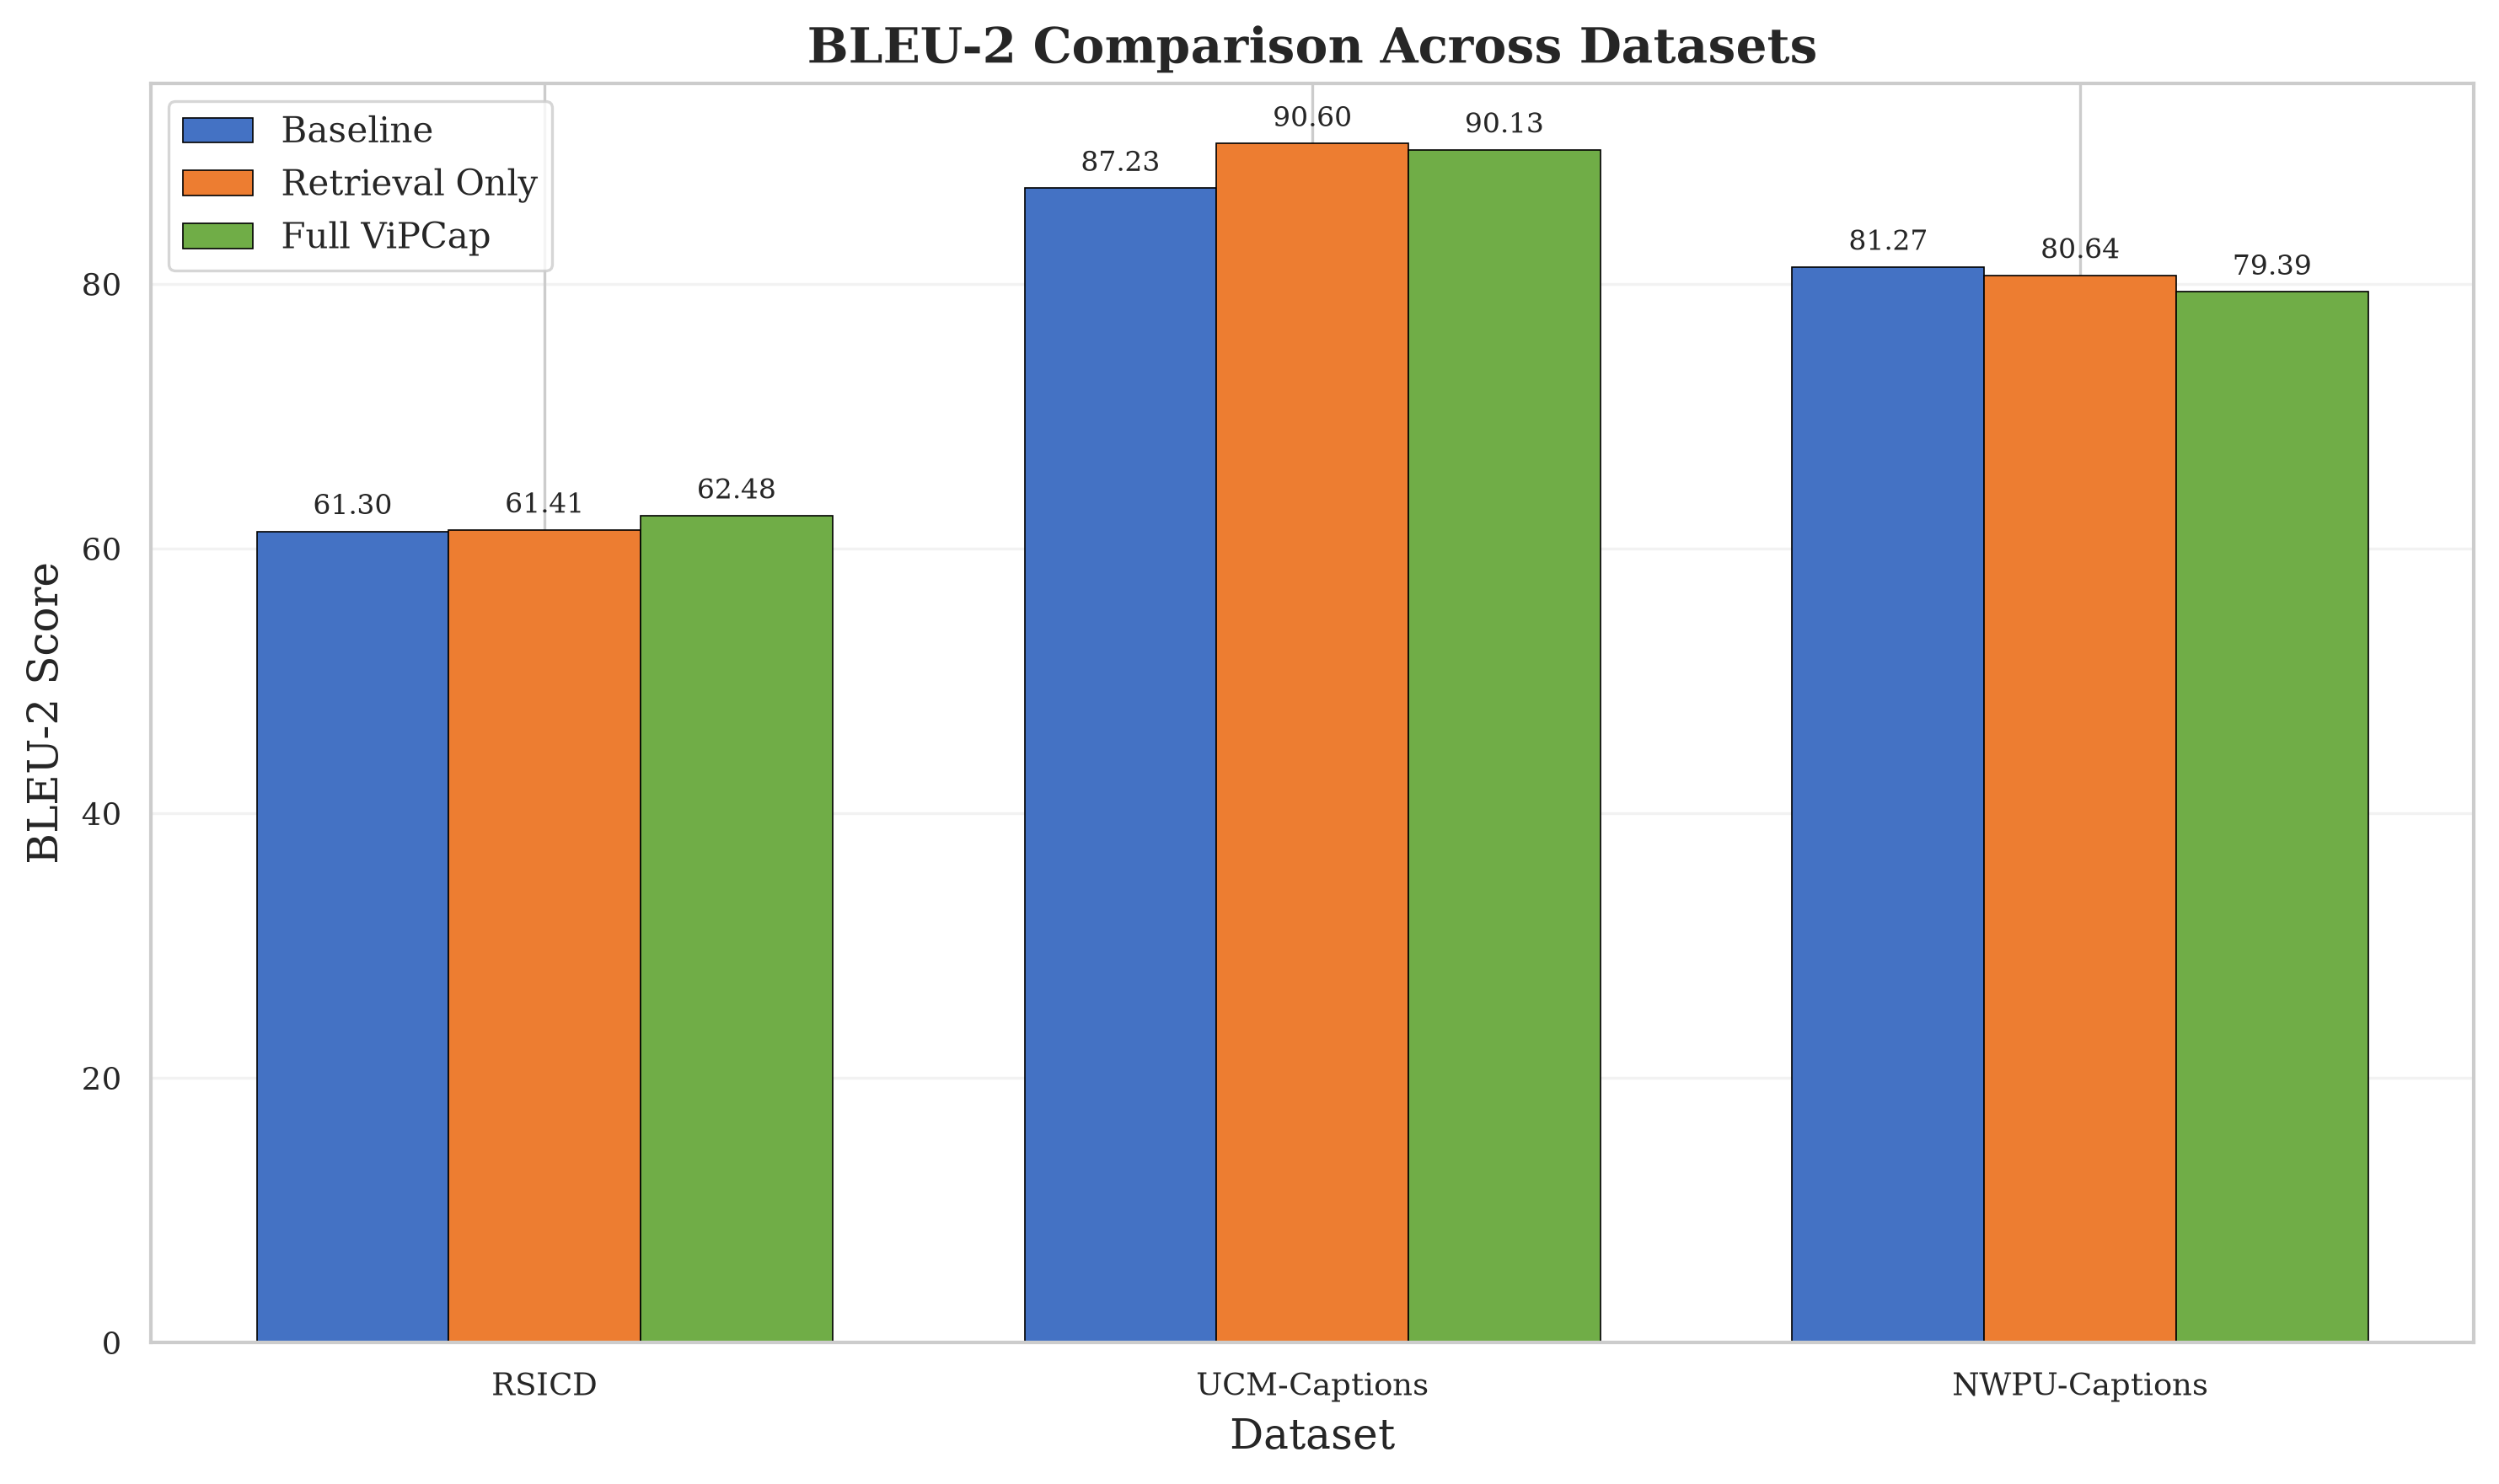 BLEU-2 Comparison Across Datasets
Baseline
Retrieval Only
Full ViPCap
90.60
90.13
87.23
81.27
80.64
79.39
61.30
61.41
62.48
80
60
40
20
0
BLEU-2 Score
RSICD
UCM-Captions
NWPU-Captions
Dataset